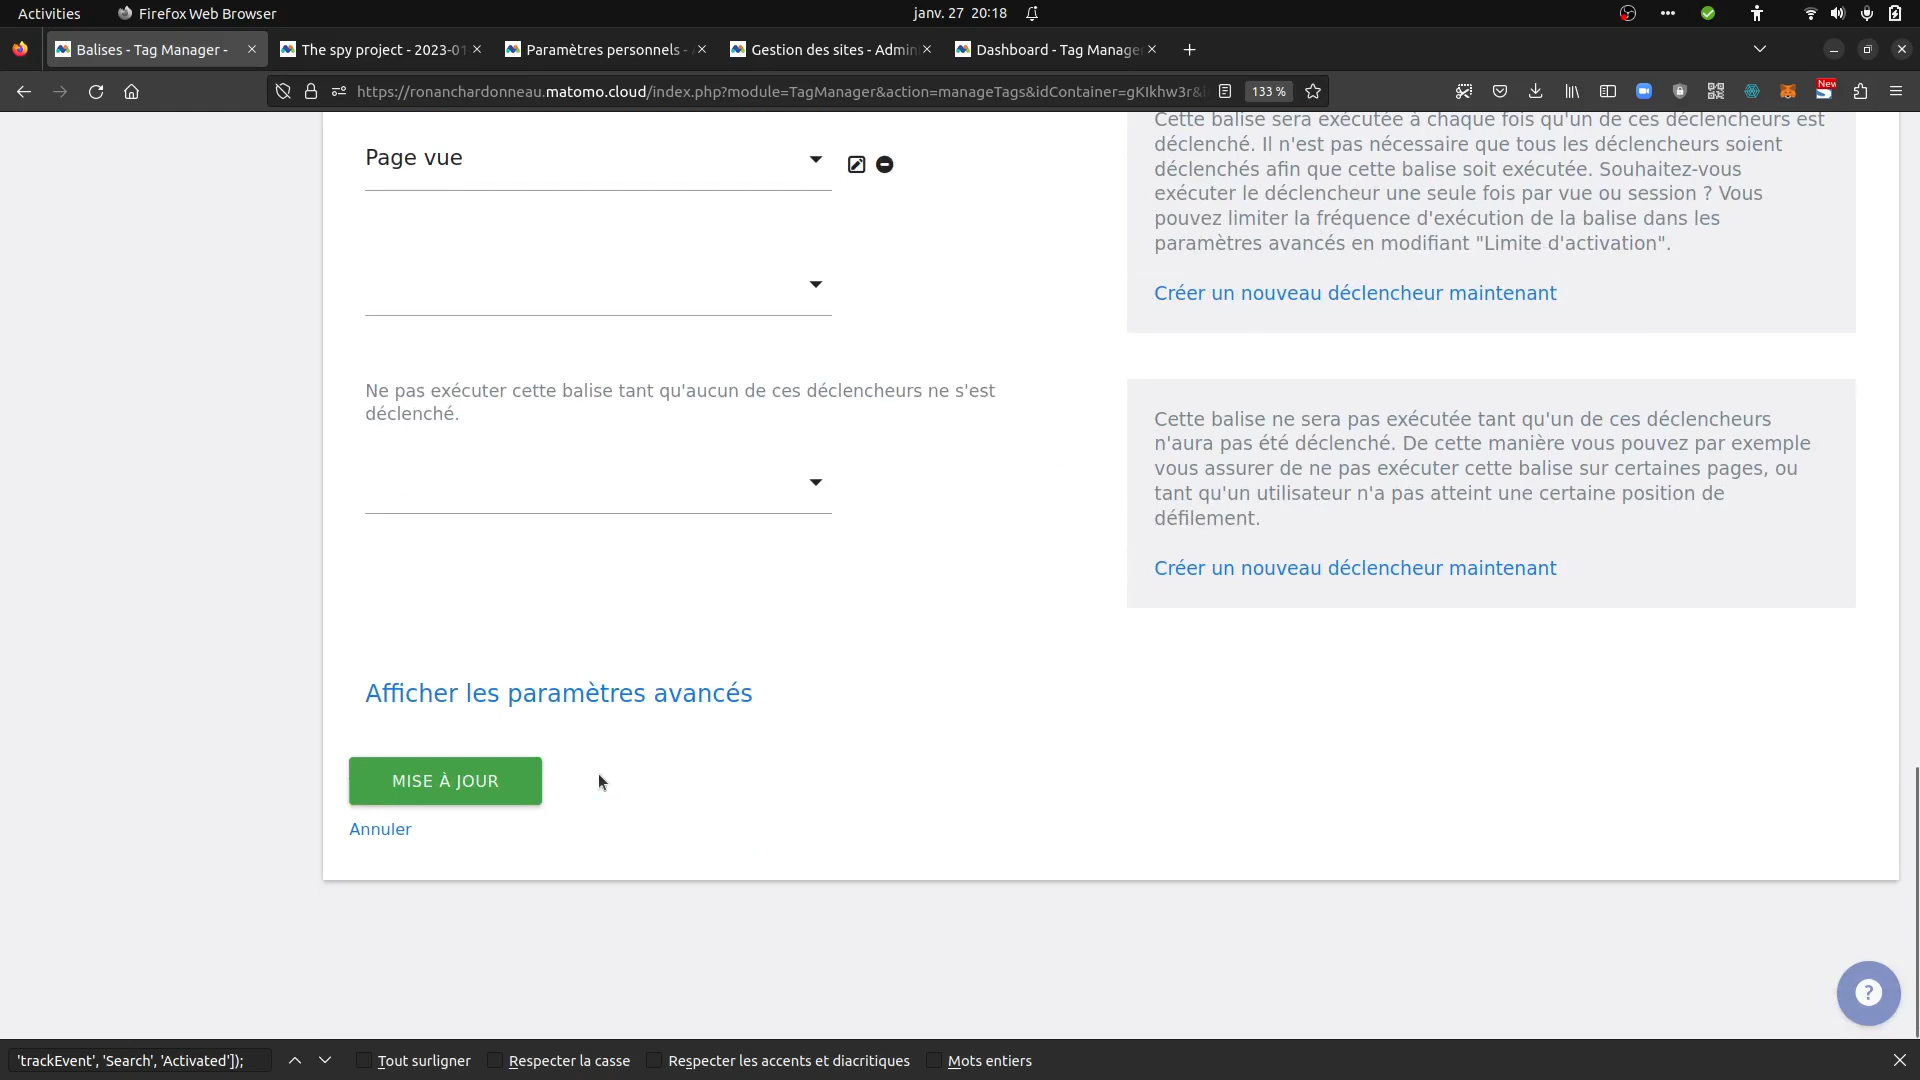 Activities
Firefox Web Browser
janv. 27 20:18
Balises - Tag Manager -
The spy project - 2023-01
Paramètres personnels -
Gestion des sites - Admin
Dashboard - Tag Manage
https://ronanchardonneau.matomo.cloud/index.php?module=TagManager&action=manageTags&idContainer=gKIkhw3r&
133 %
New
Page vue
Cette balise sera exécutée à chaque fois qu'un de ces déclencheurs est
déclenché. Il n'est pas nécessaire que tous les déclencheurs soient
déclenchés afin que cette balise soit exécutée. Souhaitez-vous
exécuter le déclencheur une seule fois par vue ou session ? Vous
pouvez limiter la fréquence d'exécution de la balise dans les
paramètres avancés en modifiant "Limite d'activation".
Créer un nouveau déclencheur maintenant
Ne pas exécuter cette balise tant qu'aucun de ces déclencheurs ne s'est
déclenché.
Cette balise ne sera pas exécutée tant qu'un de ces déclencheurs
n'aura pas été déclenché. De cette manière vous pouvez par exemple
vous assurer de ne pas exécuter cette balise sur certaines pages, ou
tant qu'un utilisateur n'a pas atteint une certaine position de
défilement.
Créer un nouveau déclencheur maintenant
Afficher les paramètres avancés
MISE À JOUR
Annuler
?
'trackEvent', 'Search', 'Activated']);
Tout surligner
Respecter la casse
Respecter les accents et diacritiques
Mots entiers